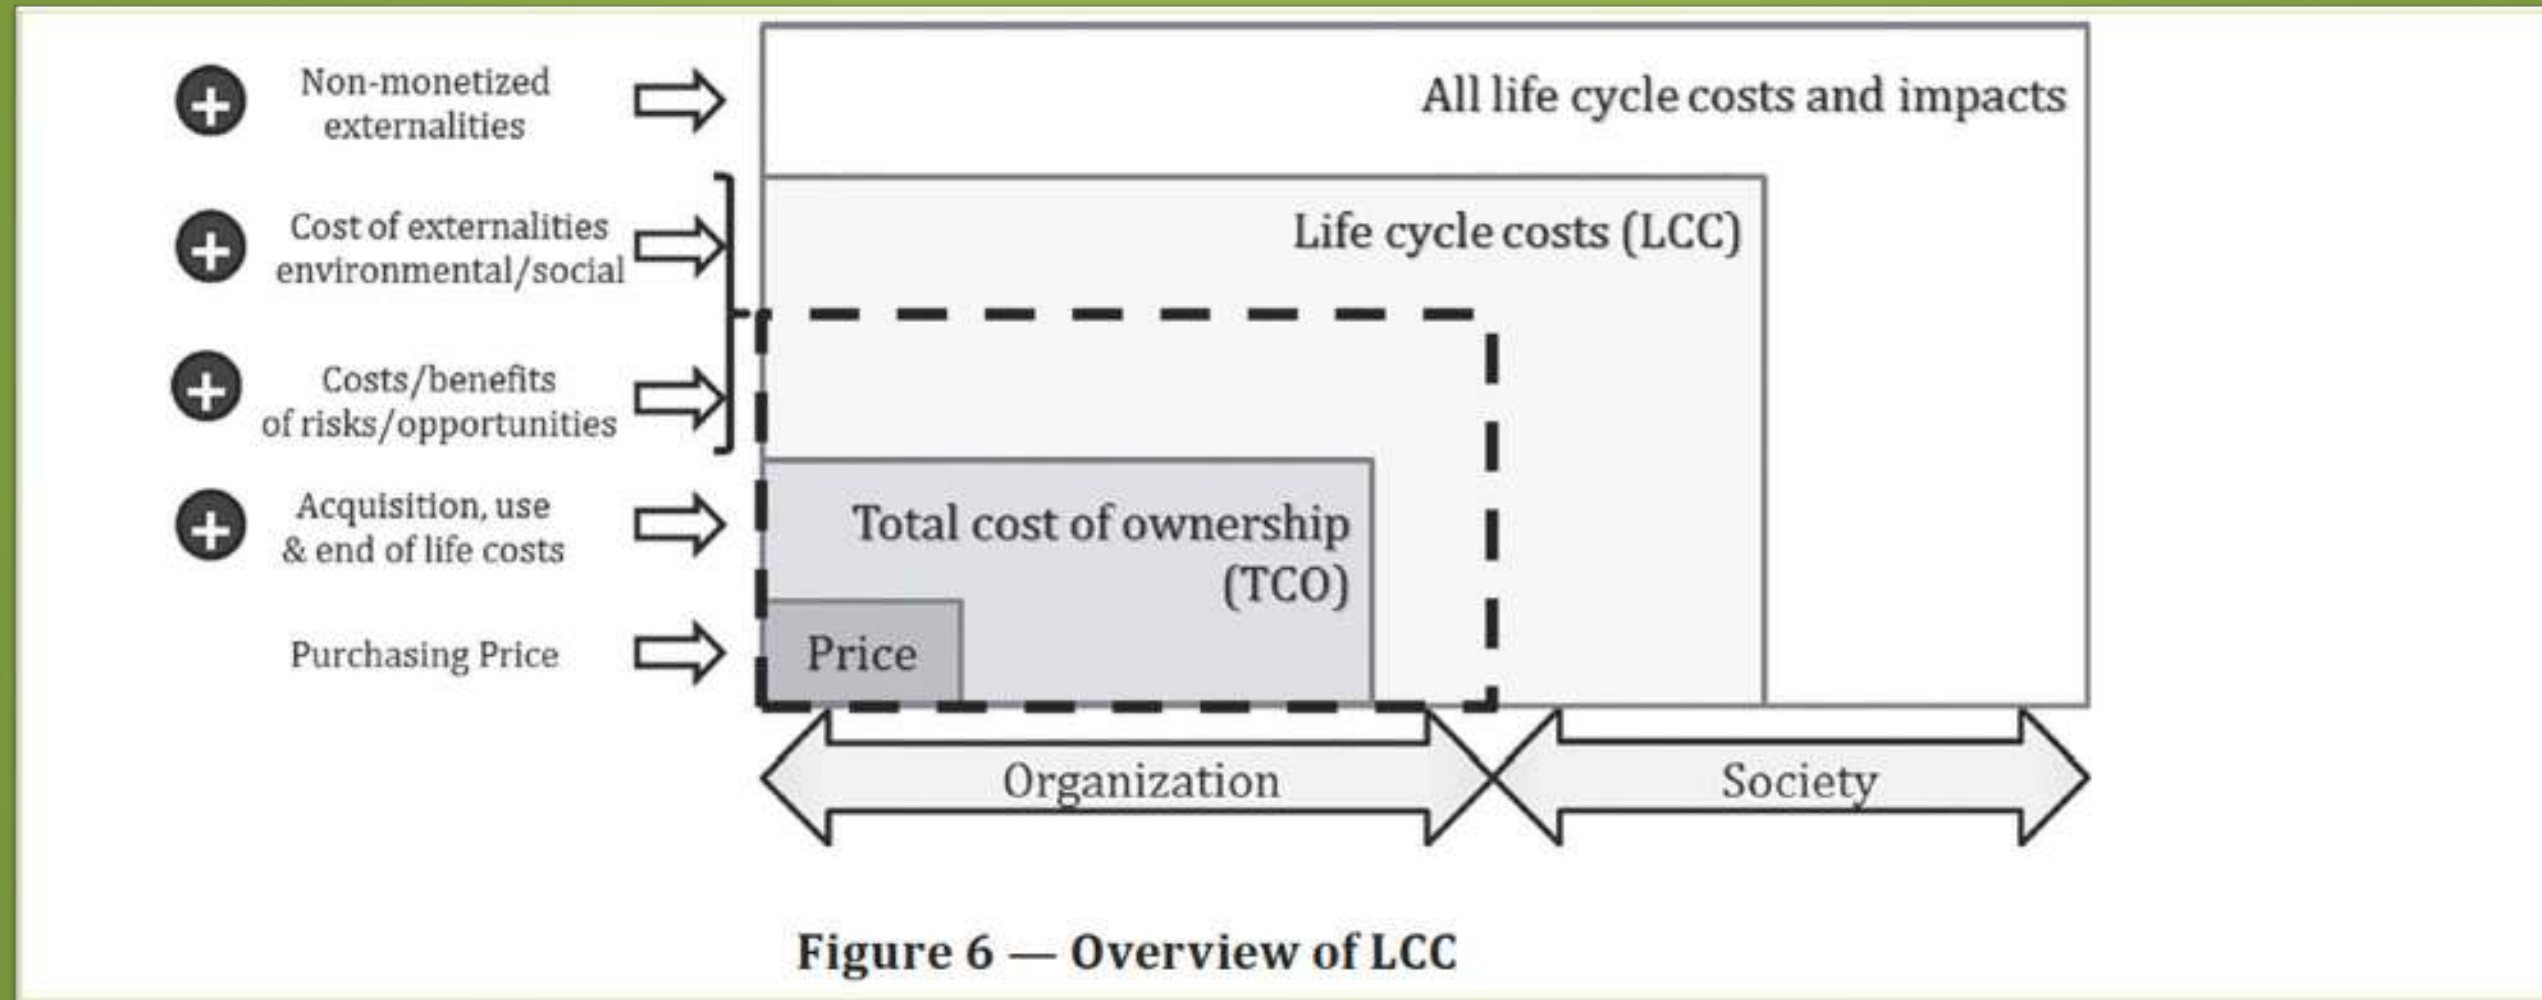 Non-monetized
externalities
All life cycle costs and impacts
Cost of externalities
environmental/social
Life cycle costs (LCC)
Costs/benefits
of risks/opportunities
Acquisition, use
& end of life costs
Total cost of ownership
(TCO)
Purchasing Price
Price
Organization
Society
Figure 6 — Overview of LCC